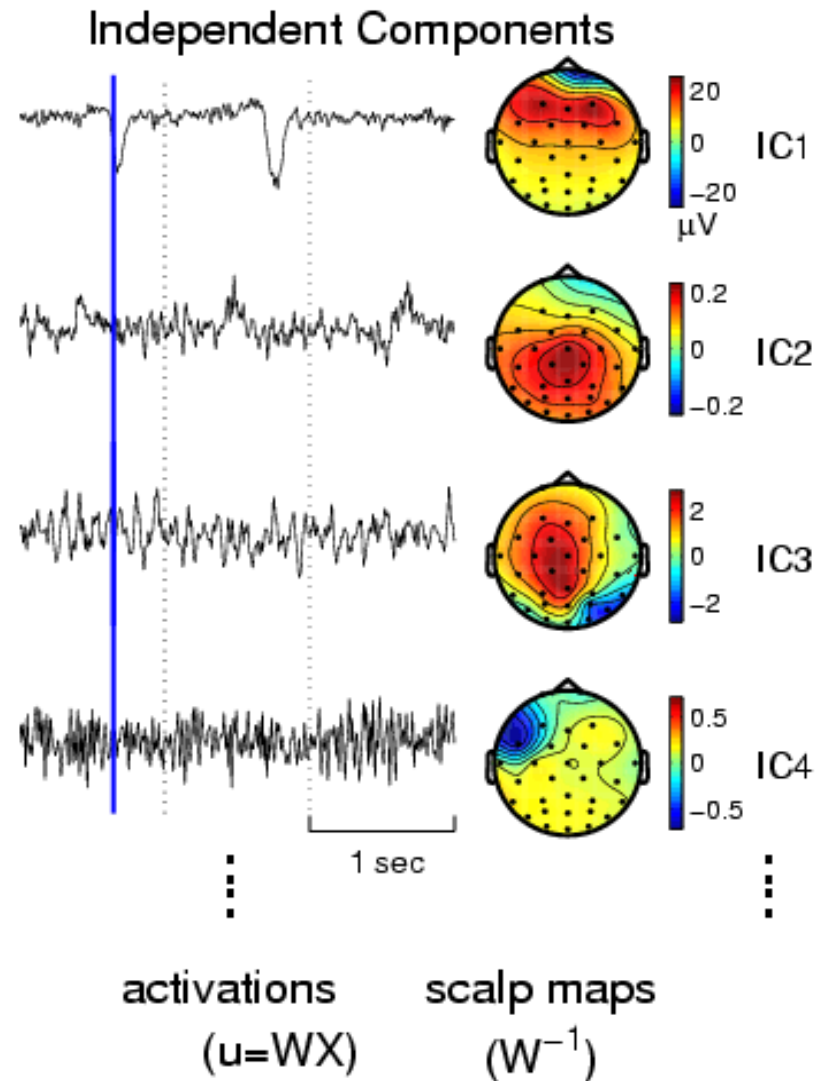 Independent Components
20
0
−20
μV
IC1
0.2
0
−0.2
IC2
2
0
−2
IC3
0.5
0
−0.5
IC4
1 sec
activations
scalp maps
(u=WX)
(W⁻¹)